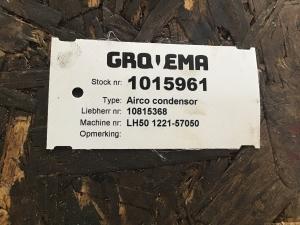 GROVEMA
Stock nr: 1015961
Type: Airco condensor
Liebherr nr: 10815368
Machine nr: LH50 1221-57050
Opmerking: